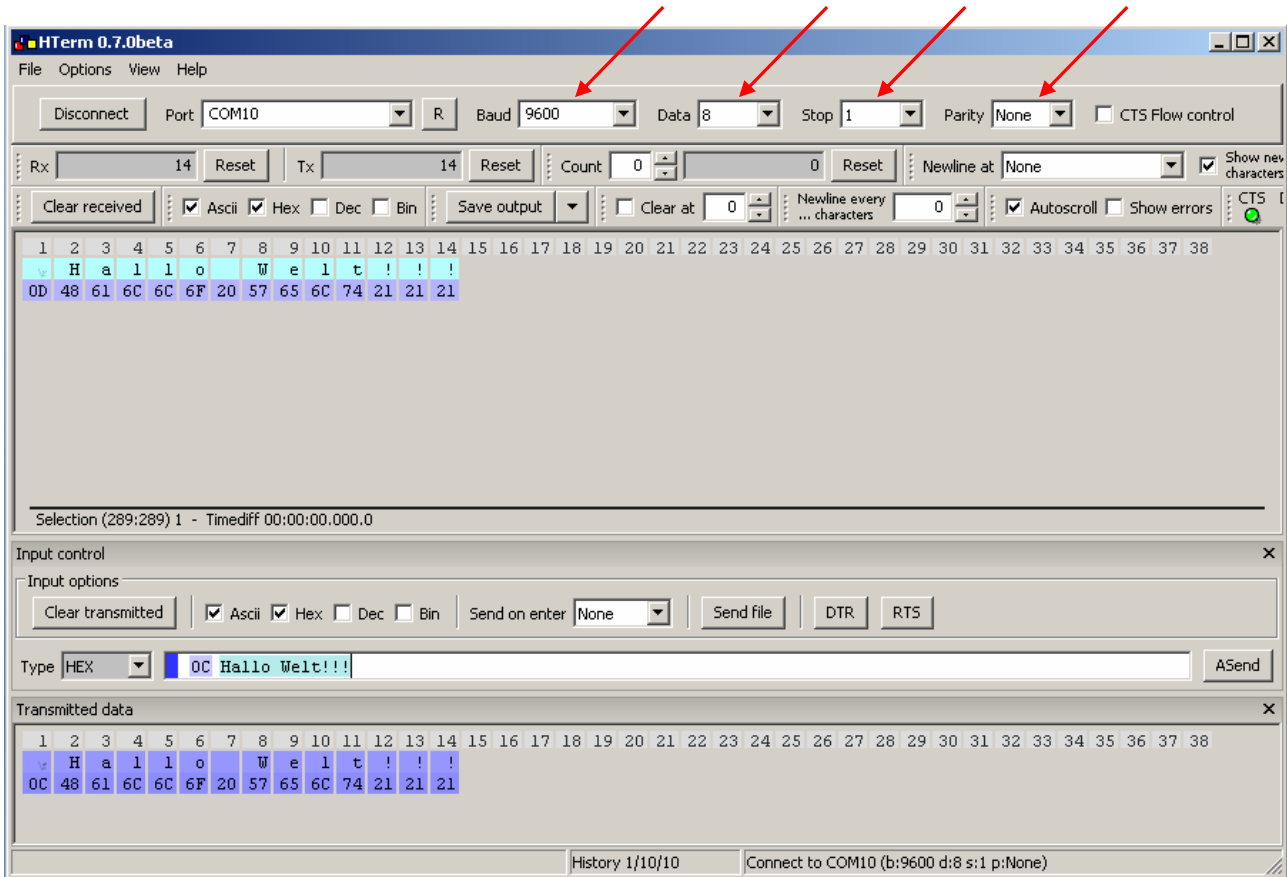 HTerm 0.7.0beta
File Options View Help
Disconnect Port COM10 R Baud 9600 Data 8 Stop 1 Parity None CTS Flow control
Rx 14 Reset Tx 14 Reset Count 0 0 Reset Newline at None Show new characters
Clear received Ascii Hex Dec Bin Save output Clear at 0 Newline every ... characters 0 Autoscroll Show errors CTS
1 2 3 4 5 6 7 8 9 10 11 12 13 14 15 16 17 18 19 20 21 22 23 24 25 26 27 28 29 30 31 32 33 34 35 36 37 38
H a l l o W e l t ! ! !
0D 48 61 6C 6C 6F 20 57 65 6C 74 21 21 21
Selection (289:289) 1 - Timediff 00:00:00.000.0
Input control
Input options
Clear transmitted Ascii Hex Dec Bin Send on enter None Send file DTR RTS
Type HEX 0C Hallo Welt!!! ASend
Transmitted data
1 2 3 4 5 6 7 8 9 10 11 12 13 14 15 16 17 18 19 20 21 22 23 24 25 26 27 28 29 30 31 32 33 34 35 36 37 38
H a l l o W e l t ! ! !
0C 48 61 6C 6C 6F 20 57 65 6C 74 21 21 21
History 1/10/10 Connect to COM10 (b:9600 d:8 s:1 p:None)